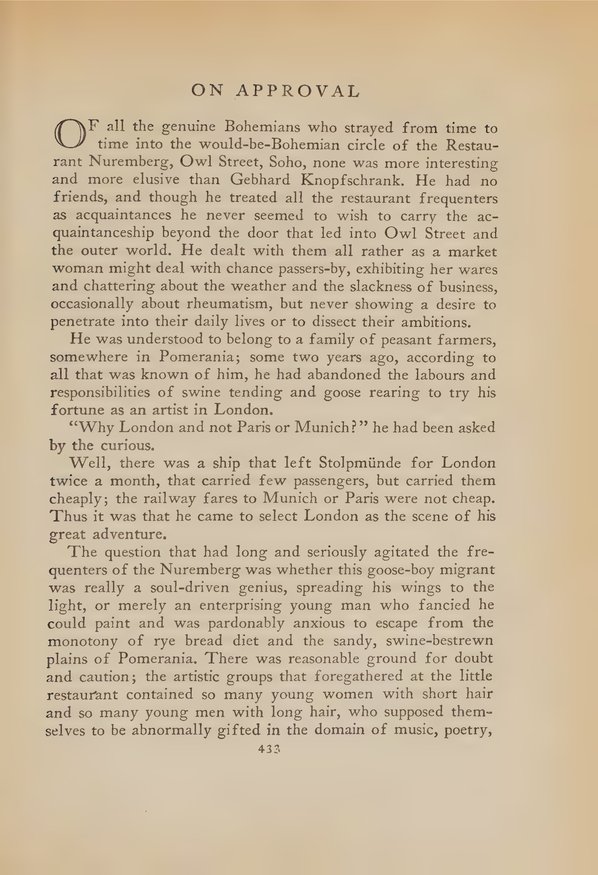 ON APPROVAL
OF all the genuine Bohemians who strayed from time to
time into the would-be-Bohemian circle of the Restau-
rant Nuremberg, Owl Street, Soho, none was more interesting
and more elusive than Gebhard Knopfschrank. He had no
friends, and though he treated all the restaurant frequenters
as acquaintances he never seemed to wish to carry the ac-
quaintanceship beyond the door that led into Owl Street and
the outer world. He dealt with them all rather as a market
woman might deal with chance passers-by, exhibiting her wares
and chattering about the weather and the slackness of business,
occasionally about rheumatism, but never showing a desire to
penetrate into their daily lives or to dissect their ambitions.
He was understood to belong to a family of peasant farmers,
somewhere in Pomerania; some two years ago, according to
all that was known of him, he had abandoned the labours and
responsibilities of swine tending and goose rearing to try his
fortune as an artist in London.
"Why London and not Paris or Munich?" he had been asked
by the curious.
Well, there was a ship that left Stolpmünde for London
twice a month, that carried few passengers, but carried them
cheaply; the railway fares to Munich or Paris were not cheap.
Thus it was that he came to select London as the scene of his
great adventure.
The question that had long and seriously agitated the fre-
quenters of the Nuremberg was whether this goose-boy migrant
was really a soul-driven genius, spreading his wings to the
light, or merely an enterprising young man who fancied he
could paint and was pardonably anxious to escape from the
monotony of rye bread diet and the sandy, swine-bestrewn
plains of Pomerania. There was reasonable ground for doubt
and caution; the artistic groups that foregathered at the little
restaurant contained so many young women with short hair
and so many young men with long hair, who supposed them-
selves to be abnormally gifted in the domain of music, poetry,
433